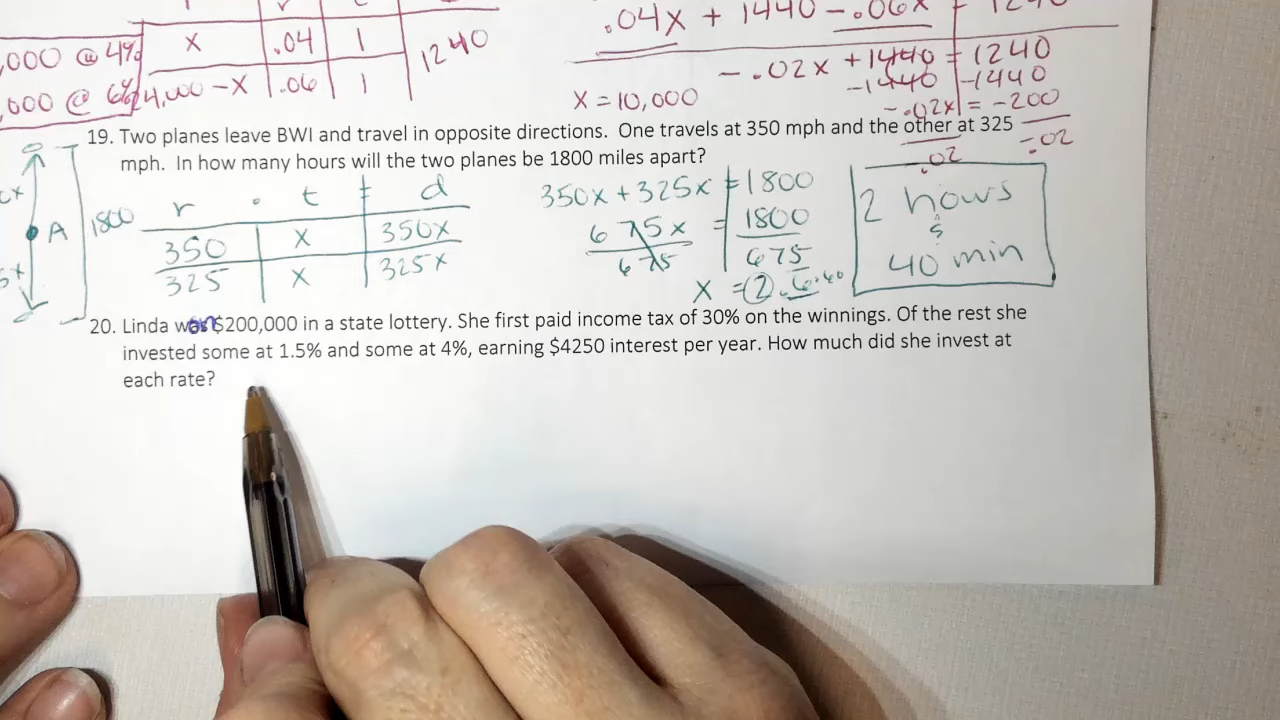 .04x + 1440 - .06x = 1240
,000 @ 4% x .04 1 1240
,000 @ 6% 24,000 - x .06 1
- .02x + 1440 = 1240
-1440 -1440
x = 10,000
-.02x = -200
.02 -.02
19. Two planes leave BWI and travel in opposite directions. One travels at 350 mph and the other at 325
mph. In how many hours will the two planes be 1800 miles apart?
A 1800
r . t = d
350 x 350x
325 x 325x
350x + 325x = 1800
675x = 1800
675 675
x = 2.6
2 hours
&
40 min
20. Linda won $200,000 in a state lottery. She first paid income tax of 30% on the winnings. Of the rest she
invested some at 1.5% and some at 4%, earning $4250 interest per year. How much did she invest at
each rate?